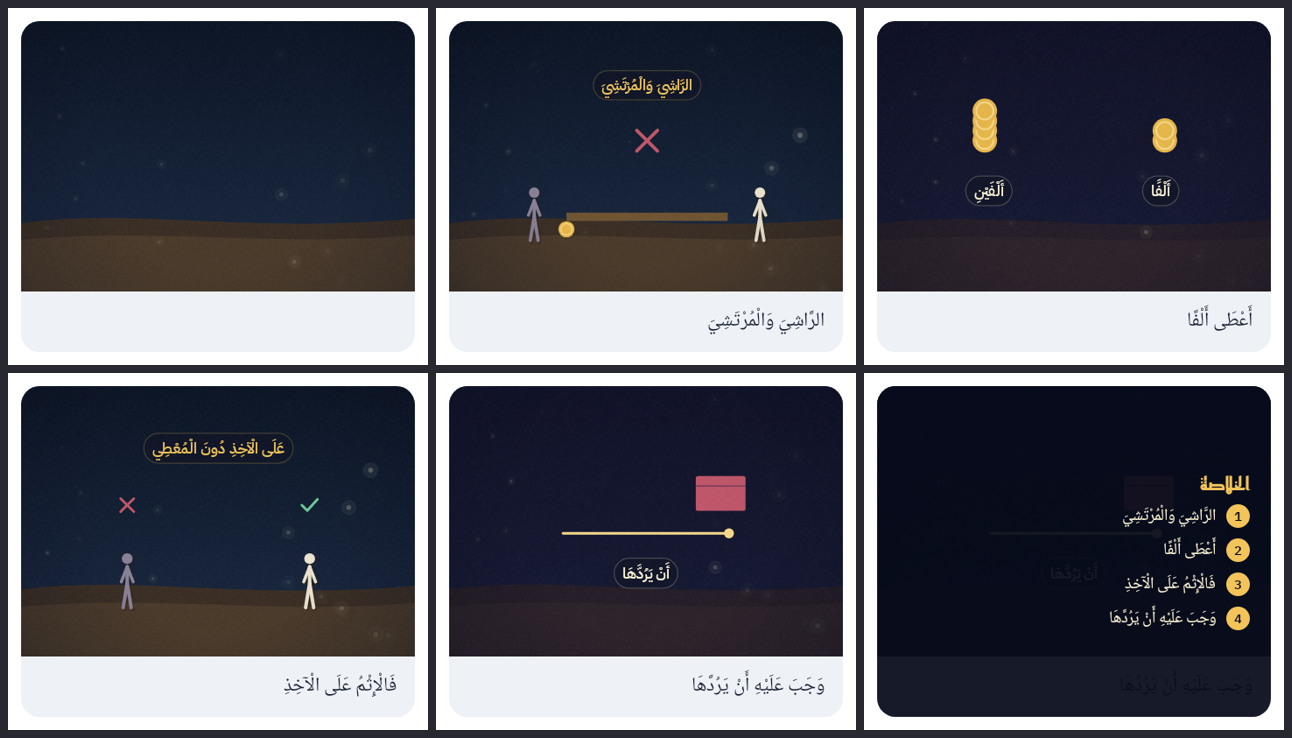 الرَّاشِيَ وَالْمُرْتَشِيَ
الرَّاشِيَ وَالْمُرْتَشِيَ
أَلْفَيْنِ
أَلْفًا
أَعْطَى أَلْفًا
عَلَى الْآخِذِ دُونَ الْمُعْطِي
فَالْإِثْمُ عَلَى الْآخِذِ
أَنْ يَرُدَّهَا
وَجَبَ عَلَيْهِ أَنْ يَرُدَّهَا
الخلاصة
1 الرَّاشِيَ وَالْمُرْتَشِيَ
2 أَعْطَى أَلْفًا
3 فَالْإِثْمُ عَلَى الْآخِذِ
4 وَجَبَ عَلَيْهِ أَنْ يَرُدَّهَا
أَنْ يَرُدَّهَا
وَجَبَ عَلَيْهِ أَنْ يَرُدَّهَا